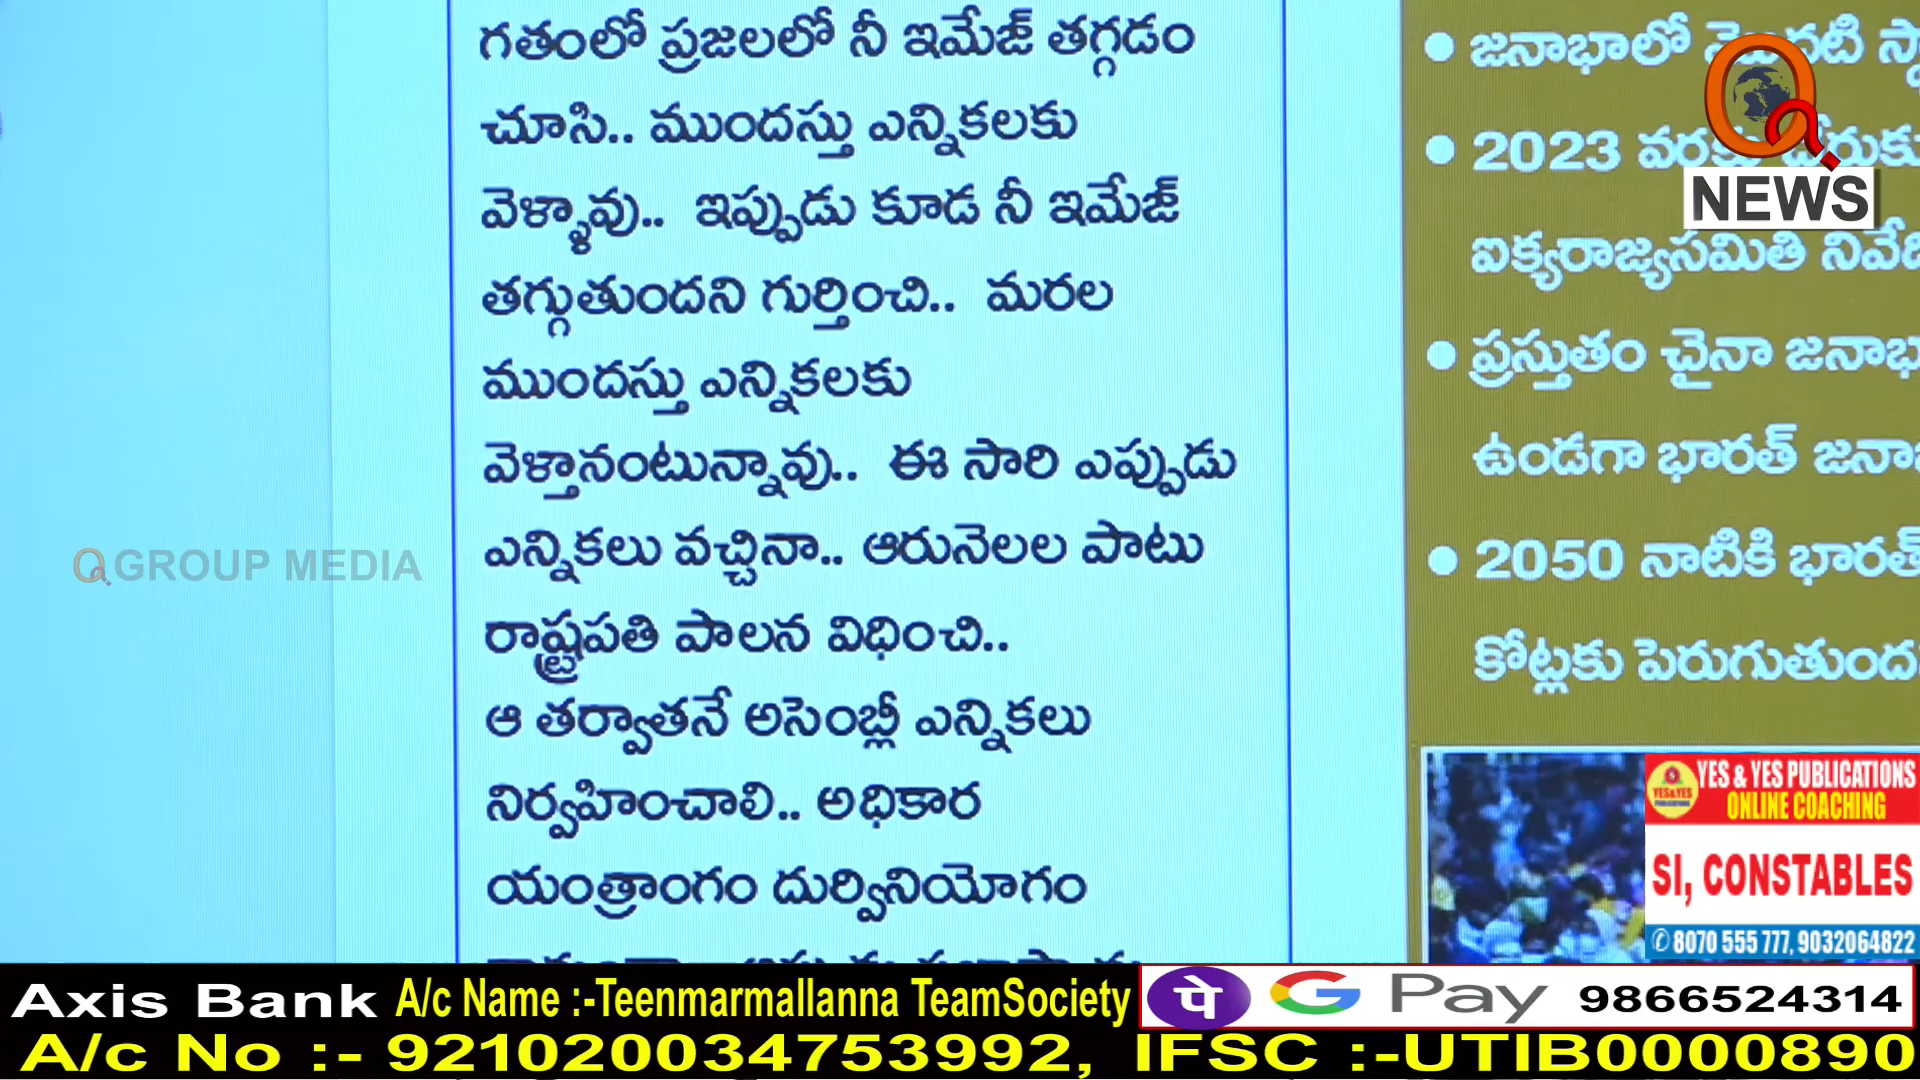 గతంలో ప్రజలలో నీ ఇమేజ్ తగ్గడం
చూసి.. ముందస్తు ఎన్నికలకు
వెళ్ళావు.. ఇప్పుడు కూడ నీ ఇమేజ్
తగ్గుతుందని గుర్తించి.. మరల
ముందస్తు ఎన్నికలకు
వెళ్తానంటున్నావు.. ఈ సారి ఎప్పుడు
ఎన్నికలు వచ్చినా.. ఆరునెలల పాటు
రాష్ట్రపతి పాలన విధించి..
ఆ తర్వాతనే అసెంబ్లీ ఎన్నికలు
నిర్వహించాలి.. అధికార
యంత్రాంగం దుర్వినియోగం
జనాభాలో
2023
ఐక్యరాజ్యసమితి
ప్రస్తుతం చైనా
ఉండగా భారత్
2050 నాటికి భారత్
కోట్లకు
Q
NEWS
Q GROUP MEDIA
YES & YES PUBLICATIONS
ONLINE COACHING
YES&YES
SI, CONSTABLES
8070 555 777, 9032064822
Axis Bank A/c Name :-Teenmarmallanna TeamSociety
पे G Pay 9866524314
A/c No :- 921020034753992, IFSC :-UTIB0000890